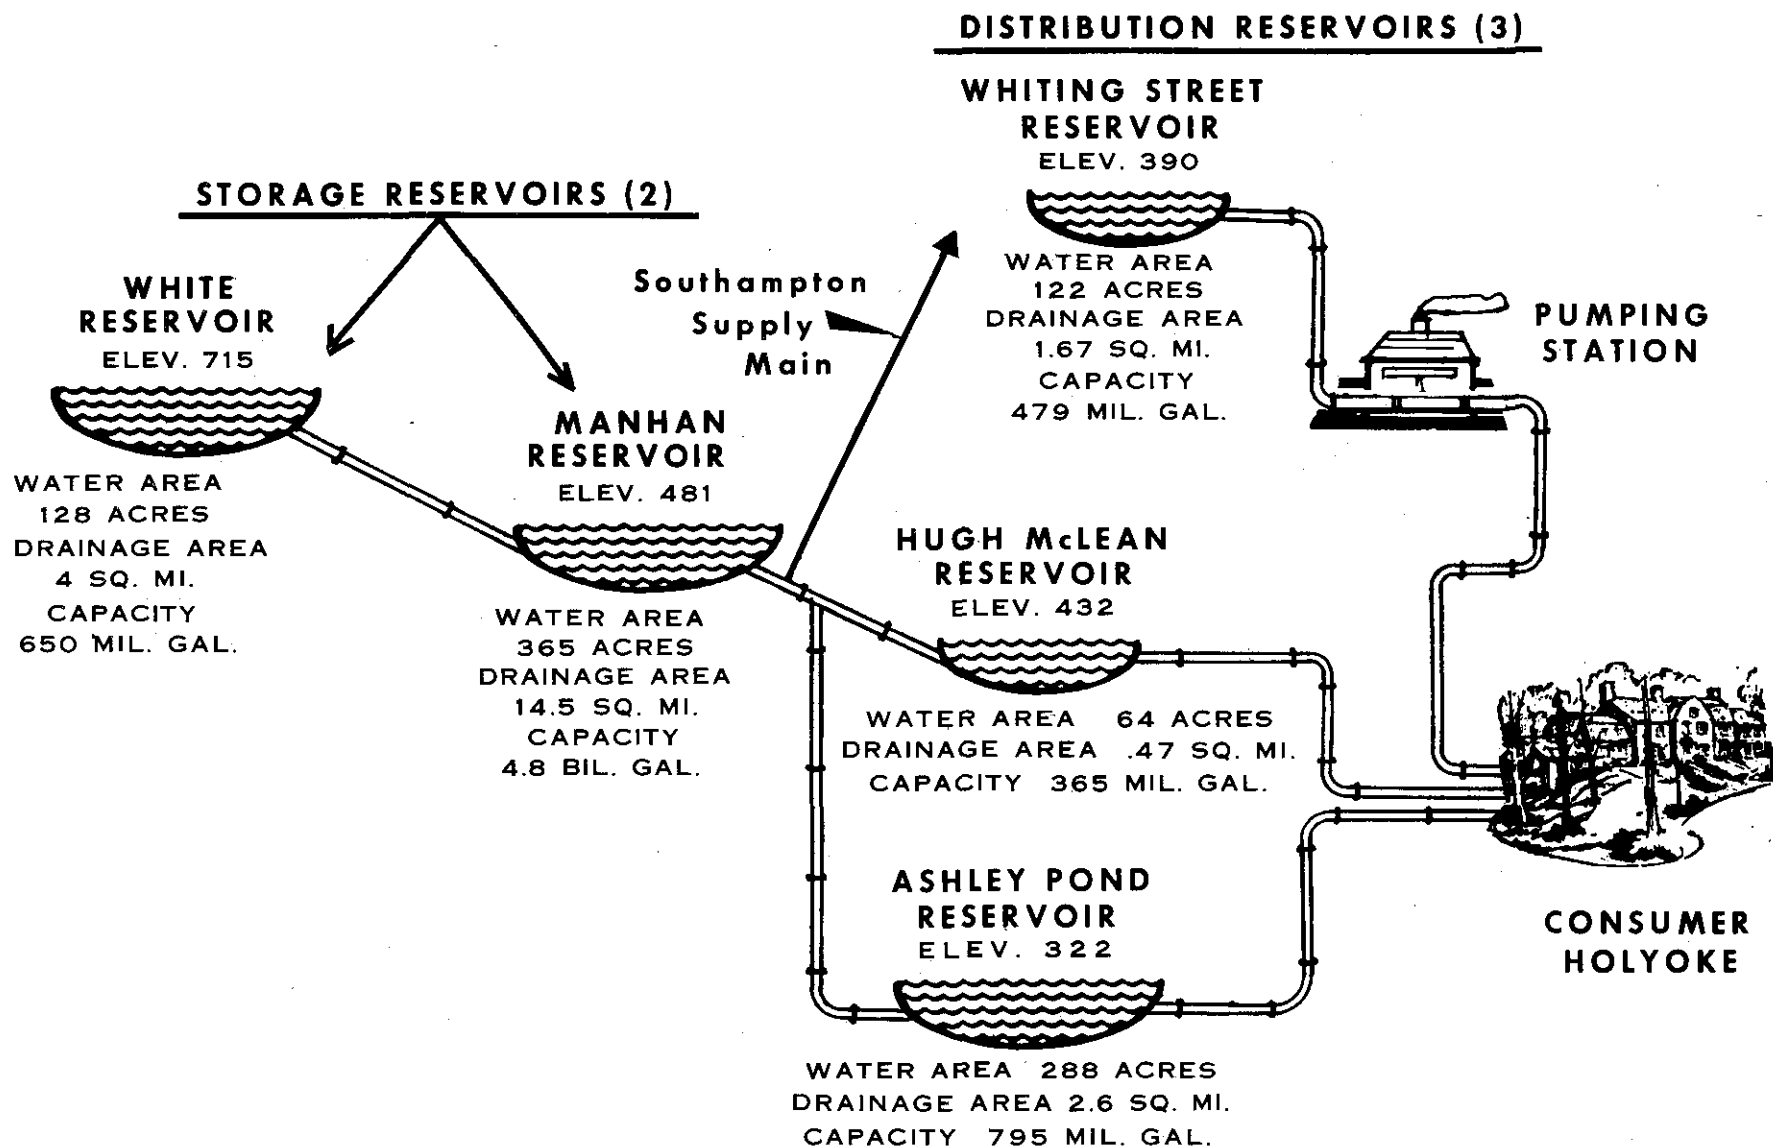 DISTRIBUTION RESERVOIRS (3)
WHITING STREET
RESERVOIR
ELEV. 390
WATER AREA
122 ACRES
DRAINAGE AREA
1.67 SQ. MI.
CAPACITY
479 MIL. GAL.
PUMPING
STATION
STORAGE RESERVOIRS (2)
WHITE
RESERVOIR
ELEV. 715
WATER AREA
128 ACRES
DRAINAGE AREA
4 SQ. MI.
CAPACITY
650 MIL. GAL.
MANHAN
RESERVOIR
ELEV. 481
WATER AREA
365 ACRES
DRAINAGE AREA
14.5 SQ. MI.
CAPACITY
4.8 BIL. GAL.
Southampton
Supply
Main
HUGH McLEAN
RESERVOIR
ELEV. 432
WATER AREA 64 ACRES
DRAINAGE AREA .47 SQ. MI.
CAPACITY 365 MIL. GAL.
ASHLEY POND
RESERVOIR
ELEV. 322
WATER AREA 288 ACRES
DRAINAGE AREA 2.6 SQ. MI.
CAPACITY 795 MIL. GAL.
CONSUMER
HOLYOKE